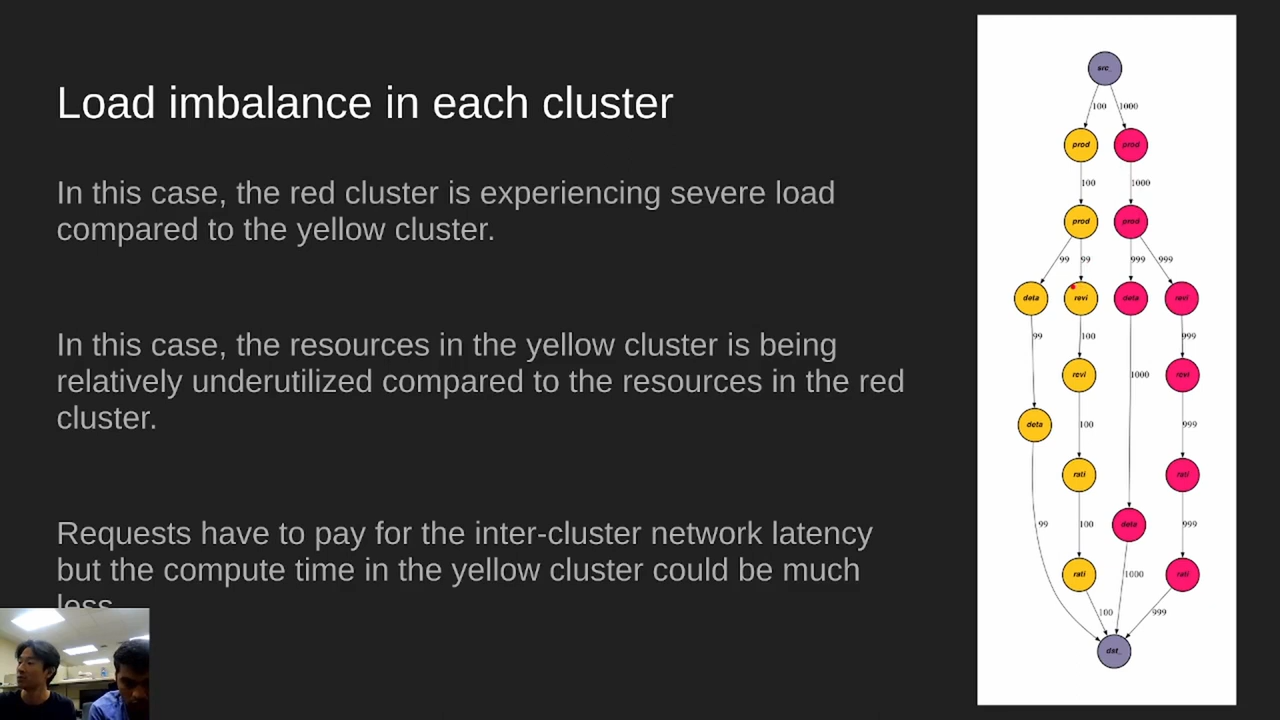 Load imbalance in each cluster
In this case, the red cluster is experiencing severe load
compared to the yellow cluster.
In this case, the resources in the yellow cluster is being
relatively underutilized compared to the resources in the red
cluster.
Requests have to pay for the inter-cluster network latency
but the compute time in the yellow cluster could be much
less.
src_
100 1000
prod prod
100 1000
prod prod
99 99 999 999
deta revi deta revi
99 100 999
revi 1000 revi
deta 100 999
rati rati
99 100 deta 999
rati 1000 rati
100 999
dst_